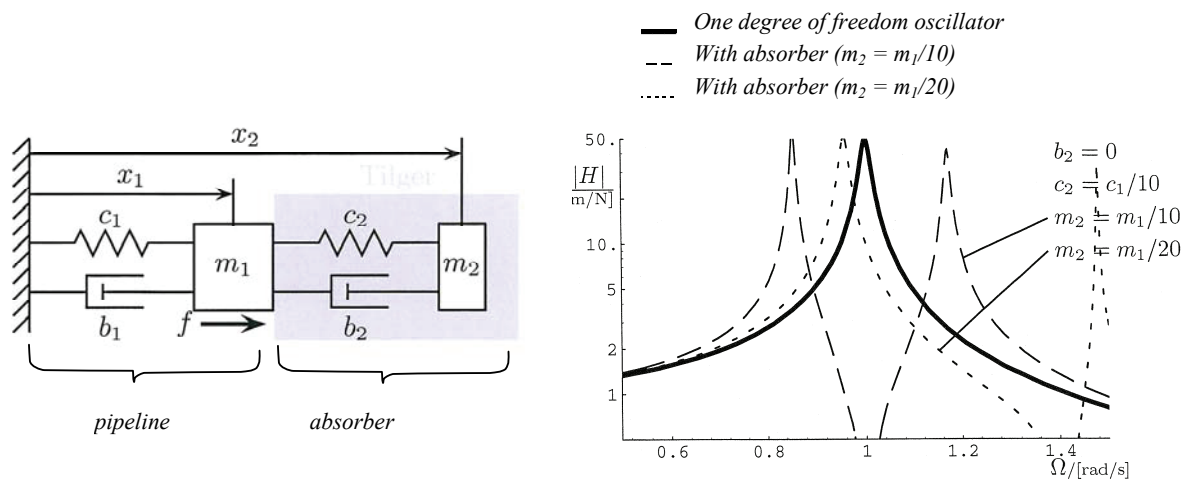 One degree of freedom oscillator
With absorber (m₂ = m₁/10)
With absorber (m₂ = m₁/20)
x₂
Tilger
x₁
c₁
c₂
m₁
m₂
b₁
f
b₂
pipeline
absorber
|H|
m/N]
50.
10.
5
2
1
0.6
0.8
1
1.2
1.4
Ω/[rad/s]
b₂ = 0
c₂ = c₁/10
m₂ = m₁/10
m₂ = m₁/20